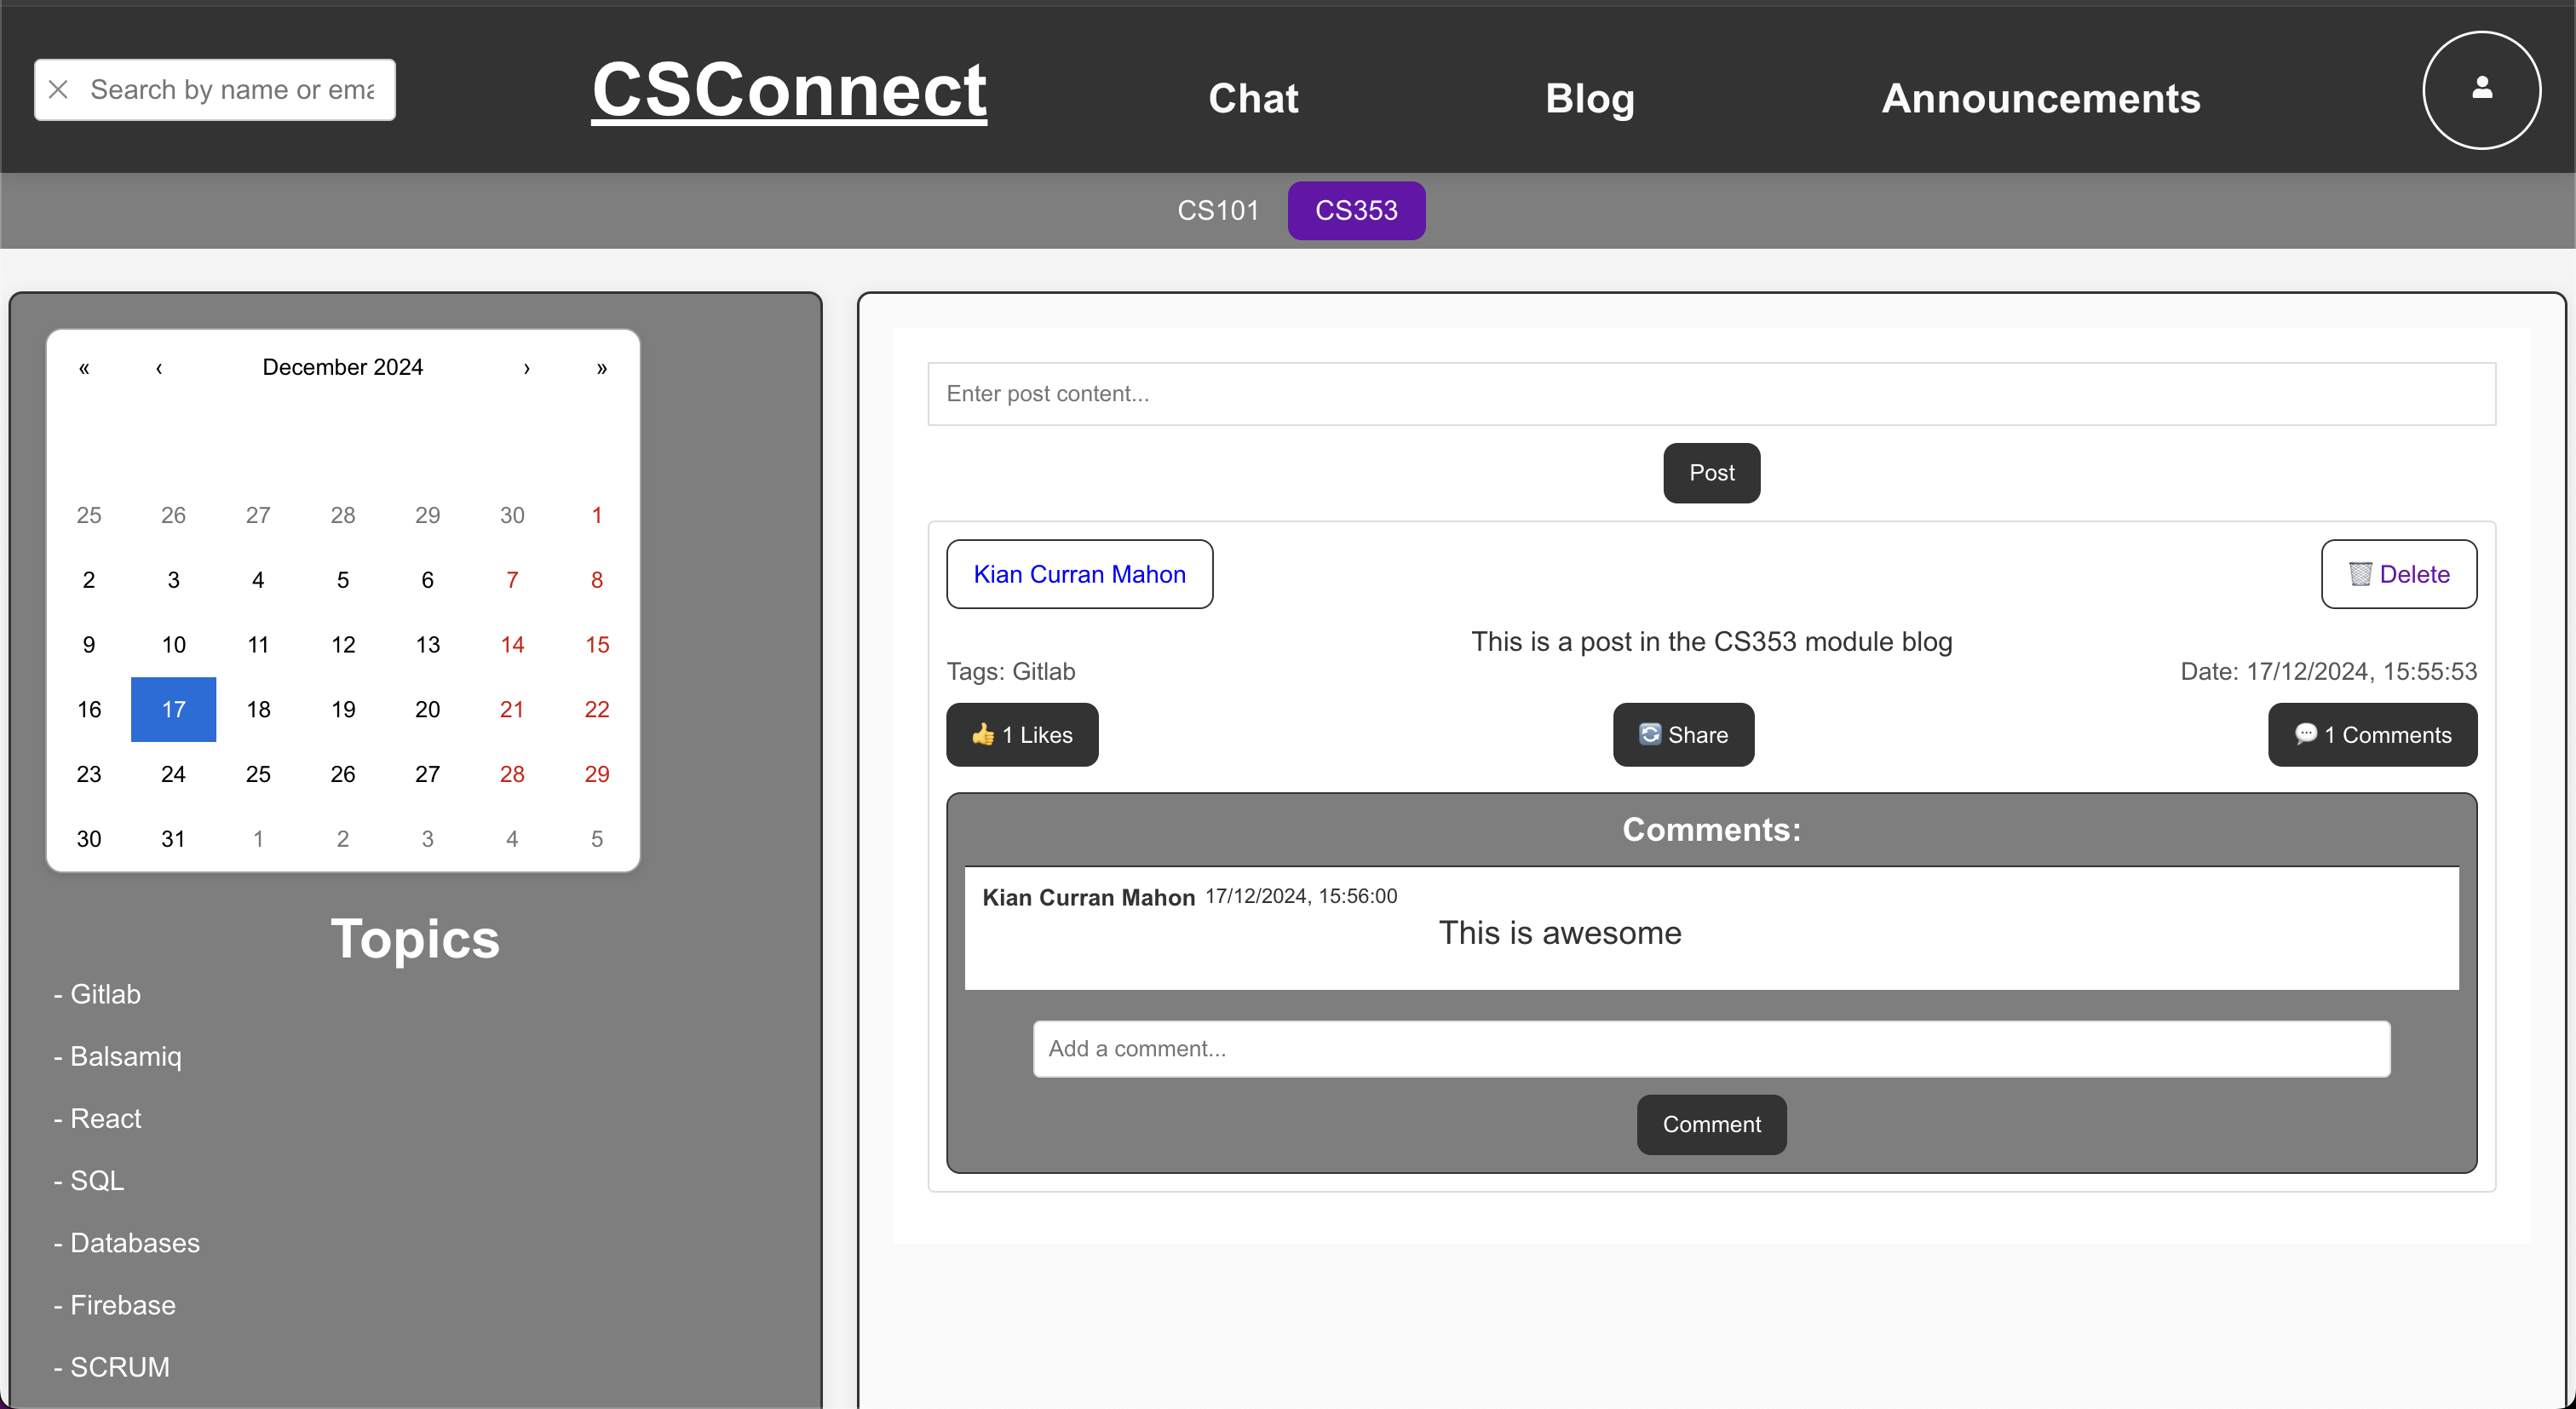 Search by name or ema
CSConnect
Chat
Blog
Announcements
CS101 CS353
« ‹ December 2024 › »
25 26 27 28 29 30 1
2 3 4 5 6 7 8
9 10 11 12 13 14 15
16 17 18 19 20 21 22
23 24 25 26 27 28 29
30 31 1 2 3 4 5
Topics
- Gitlab
- Balsamiq
- React
- SQL
- Databases
- Firebase
- SCRUM
Enter post content...
Post
Kian Curran Mahon
Delete
This is a post in the CS353 module blog
Tags: Gitlab
Date: 17/12/2024, 15:55:53
👍 1 Likes
Share
💬 1 Comments
Comments:
Kian Curran Mahon 17/12/2024, 15:56:00
This is awesome
Add a comment...
Comment